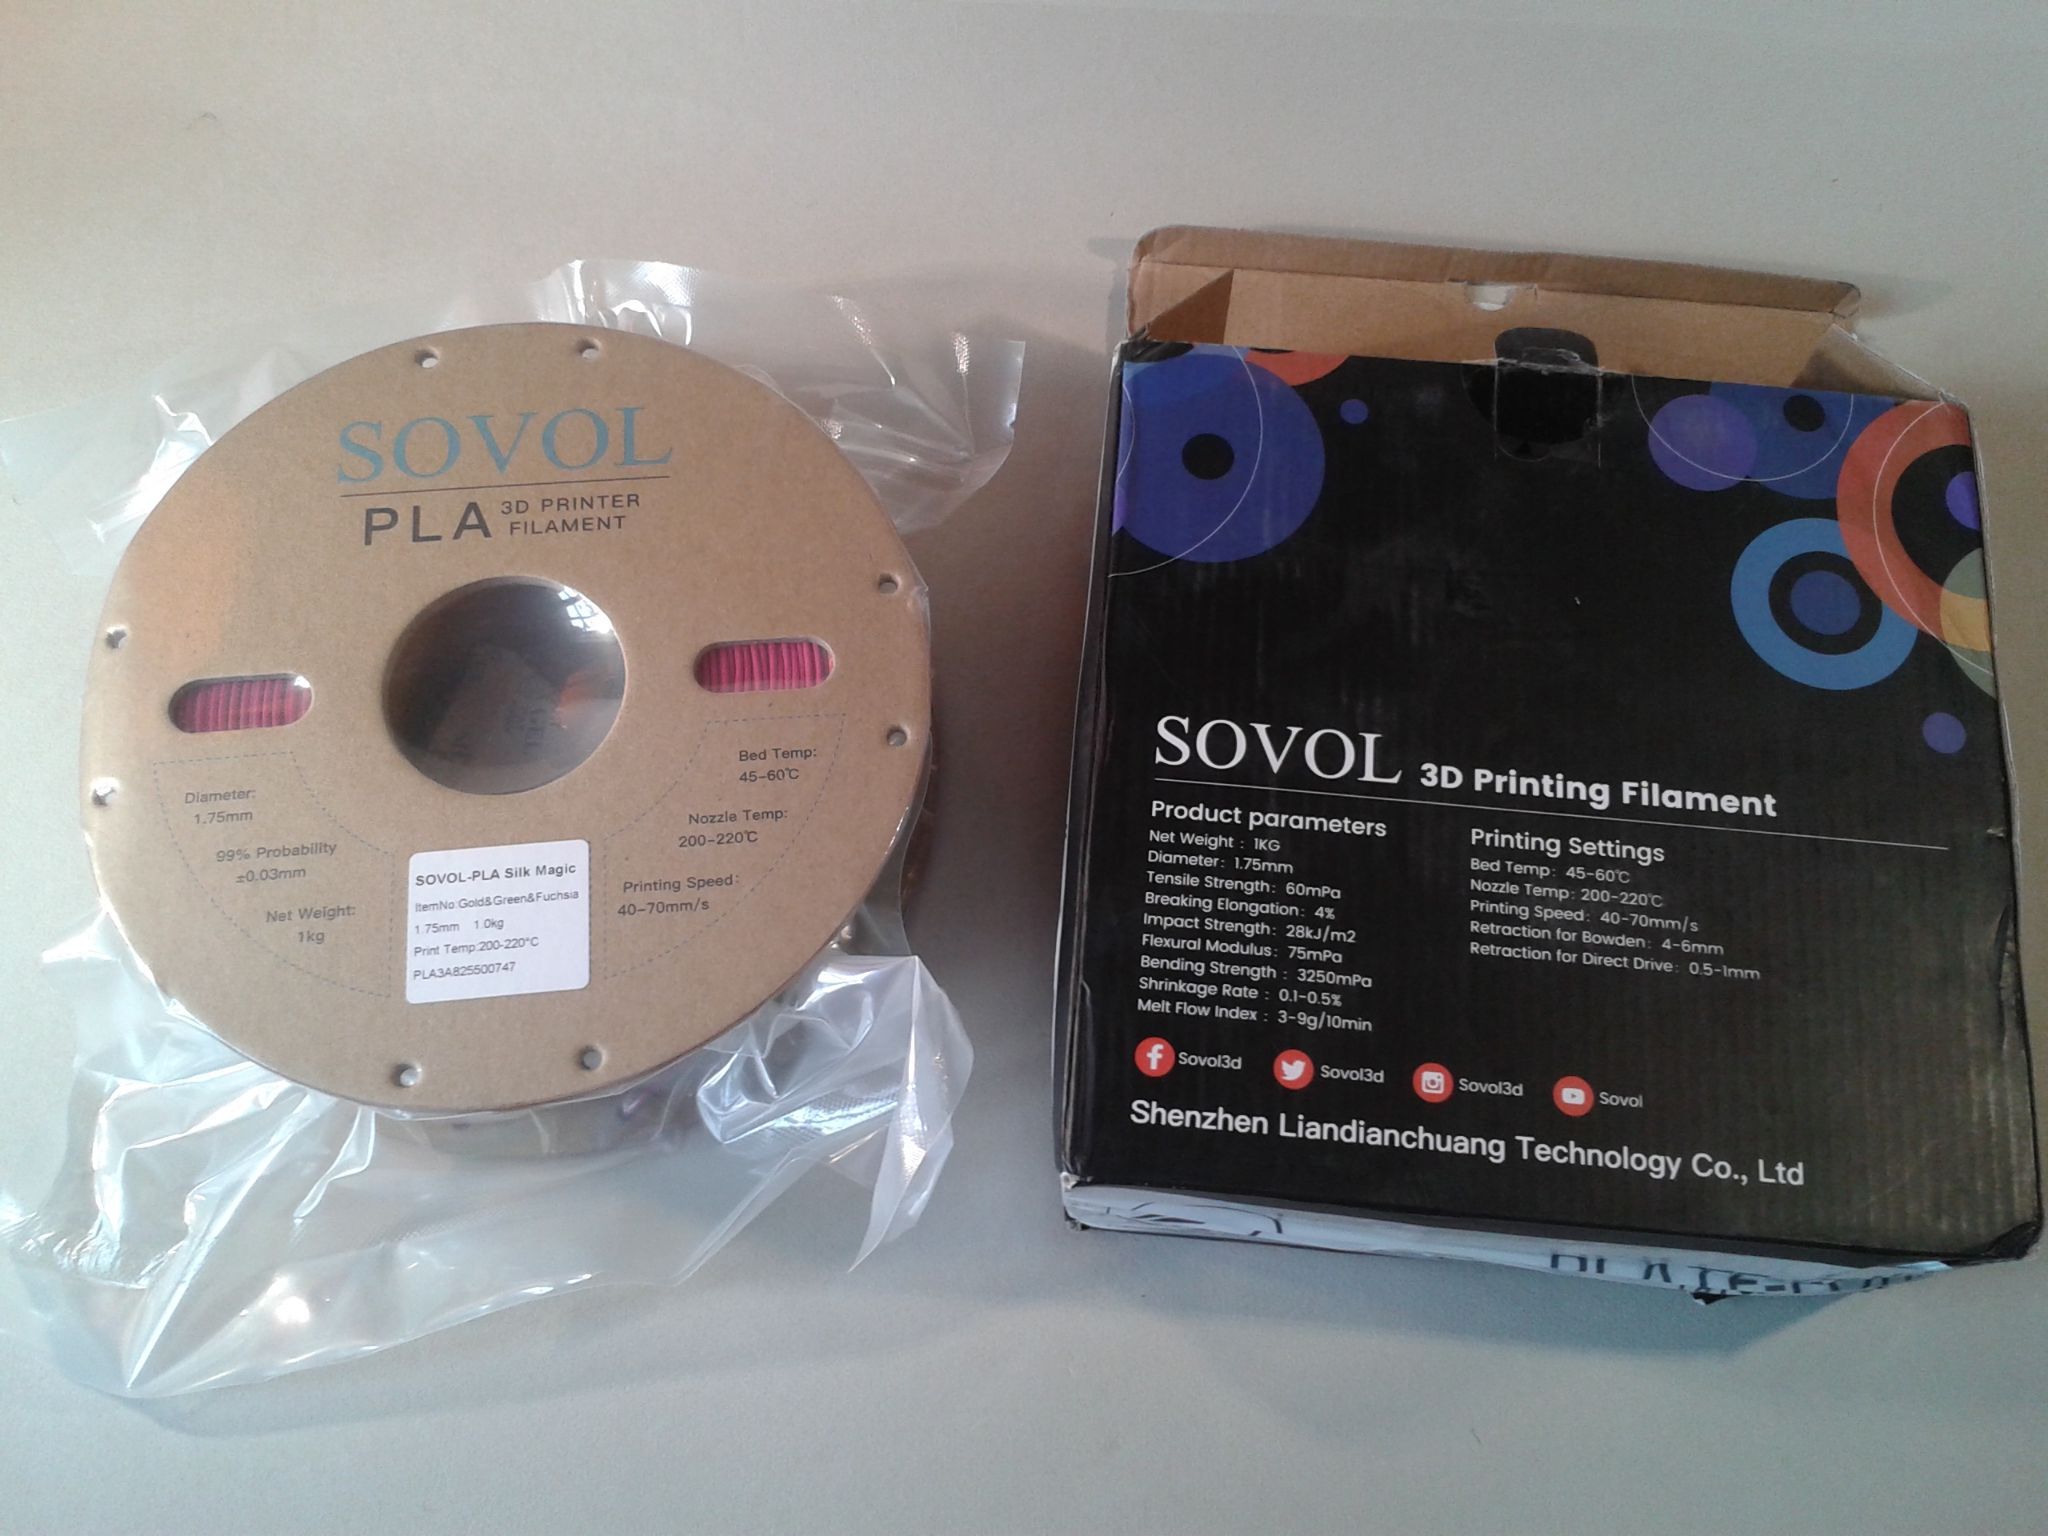 SOVOL
PLA 3D PRINTER
FILAMENT
Diameter:
1.75mm
99% Probability
±0.03mm
Net Weight:
1kg
Bed Temp:
45-60℃
Nozzle Temp:
200-220℃
Printing Speed:
40-70mm/s
SOVOL-PLA Silk Magic
ItemNo:Gold&Green&Fuchsia
1.75mm 1.0kg
Print Temp:200-220°C
PLA3A825500747
SOVOL 3D Printing Filament
Product parameters
Net Weight : 1KG
Diameter: 1.75mm
Tensile Strength: 60mPa
Breaking Elongation: 4%
Impact Strength: 28kJ/m2
Flexural Modulus: 75mPa
Bending Strength : 3250mPa
Shrinkage Rate : 0.1-0.5%
Melt Flow Index : 3-9g/10min
Printing Settings
Bed Temp: 45-60℃
Nozzle Temp: 200-220℃
Printing Speed: 40-70mm/s
Retraction for Bowden: 4-6mm
Retraction for Direct Drive: 0.5-1mm
Sovol3d
Sovol3d
Sovol3d
Sovol
Shenzhen Liandianchuang Technology Co., Ltd